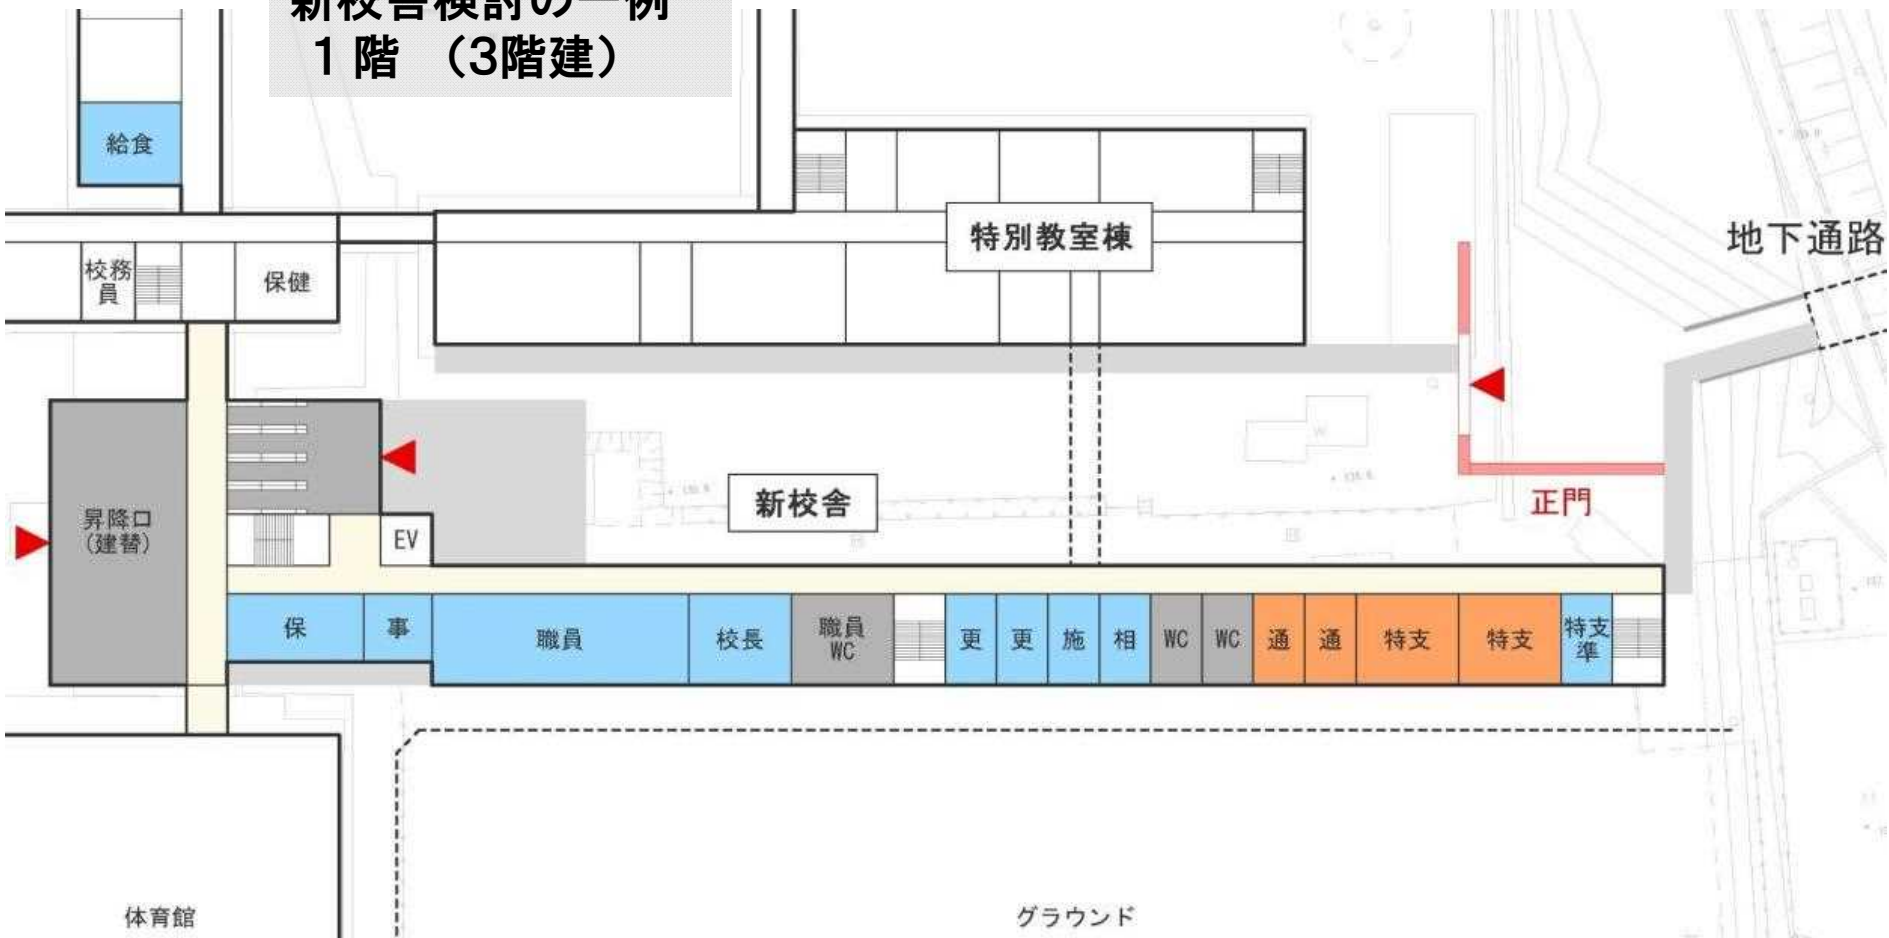 新校舎検討の一例
1階 （3階建）
給食
特別教室棟
地下通路
校務
員
保健
昇降口
（建替）
EV
新校舎
正門
保
事
職員
校長
職員
WC
更
更
施
相
WC
WC
通
通
特支
特支
特支
準
体育館
グラウンド